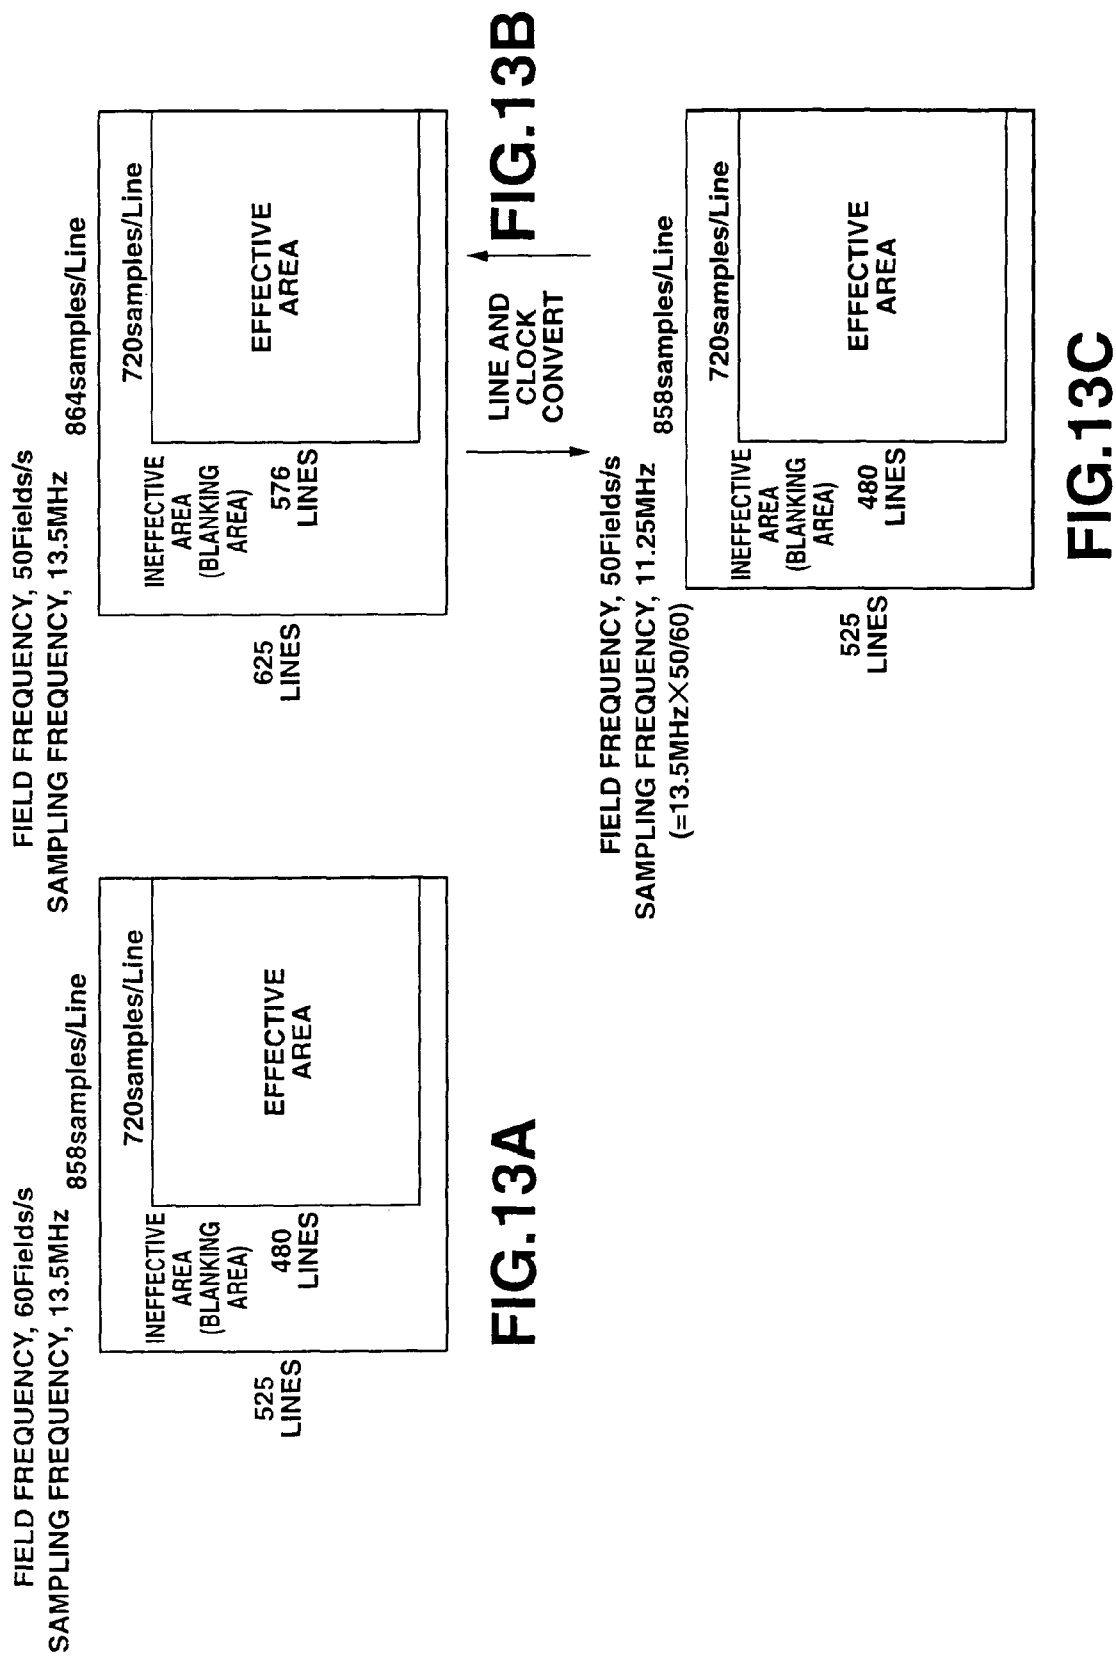 FIELD FREQUENCY, 60Fields/s
SAMPLING FREQUENCY, 13.5MHz
858samples/Line
720samples/Line
INEFFECTIVE
AREA
(BLANKING
AREA)
480
LINES
EFFECTIVE
AREA
525
LINES
FIG.13A
FIELD FREQUENCY, 50Fields/s
SAMPLING FREQUENCY, 13.5MHz
864samples/Line
720samples/Line
INEFFECTIVE
AREA
(BLANKING
AREA)
576
LINES
EFFECTIVE
AREA
625
LINES
FIG.13B
LINE AND
CLOCK
CONVERT
FIELD FREQUENCY, 50Fields/s
SAMPLING FREQUENCY, 11.25MHz
(=13.5MHz×50/60)
858samples/Line
720samples/Line
INEFFECTIVE
AREA
(BLANKING
AREA)
480
LINES
EFFECTIVE
AREA
525
LINES
FIG.13C